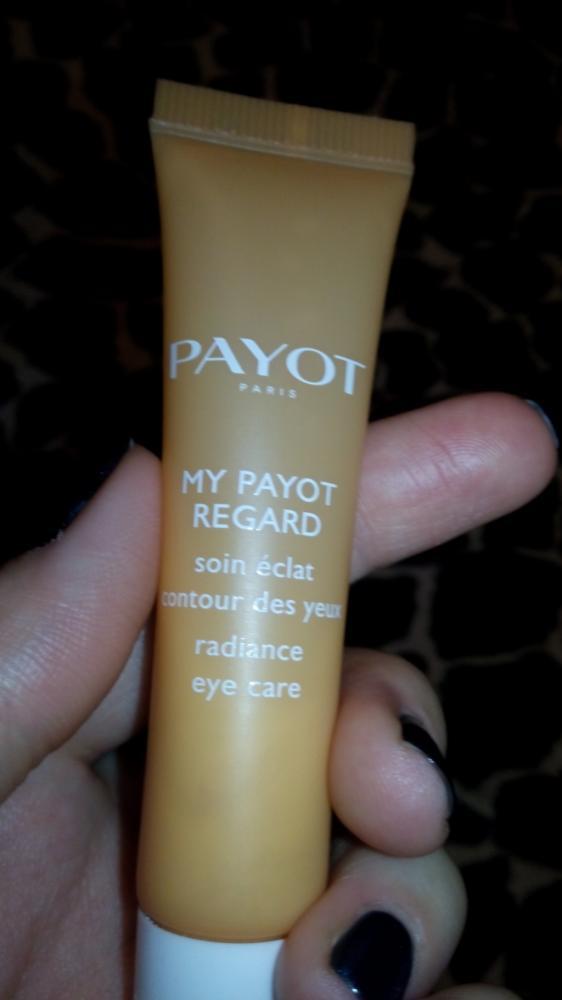 PAYOT
PARIS
MY PAYOT
REGARD
soin éclat
contour des yeux
radiance
eye care